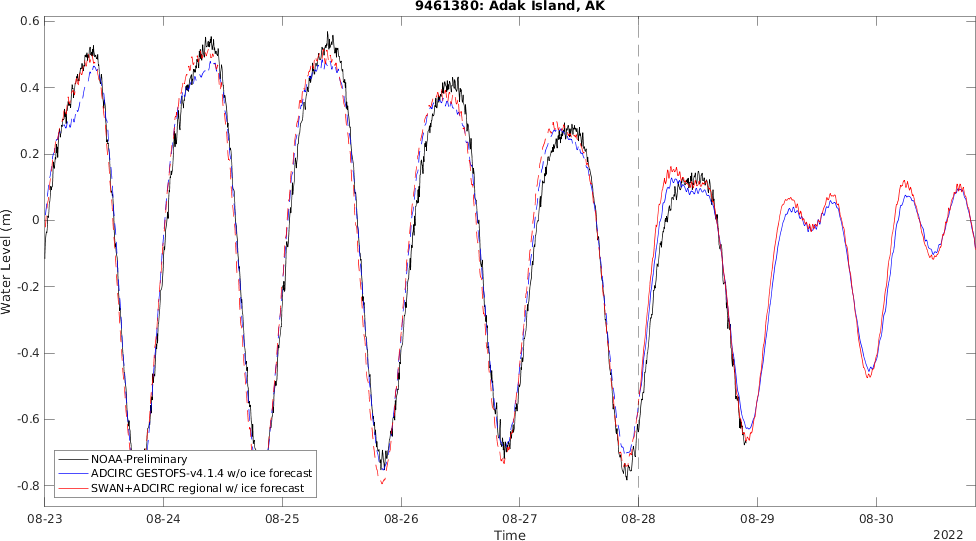 9461380: Adak Island, AK
0.6
0.4
0.2
0
-0.2
-0.4
-0.6
-0.8
Water Level (m)
NOAA-Preliminary
ADCIRC GESTOFS-v4.1.4 w/o ice forecast
SWAN+ADCIRC regional w/ ice forecast
08-23 08-24 08-25 08-26 08-27 08-28 08-29 08-30
Time
2022